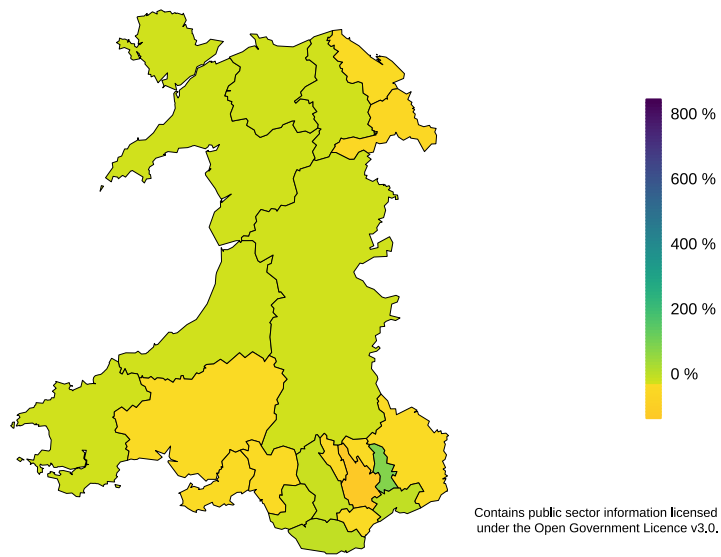 800 %
600 %
400 %
200 %
0 %
Contains public sector information licensed
under the Open Government Licence v3.0.